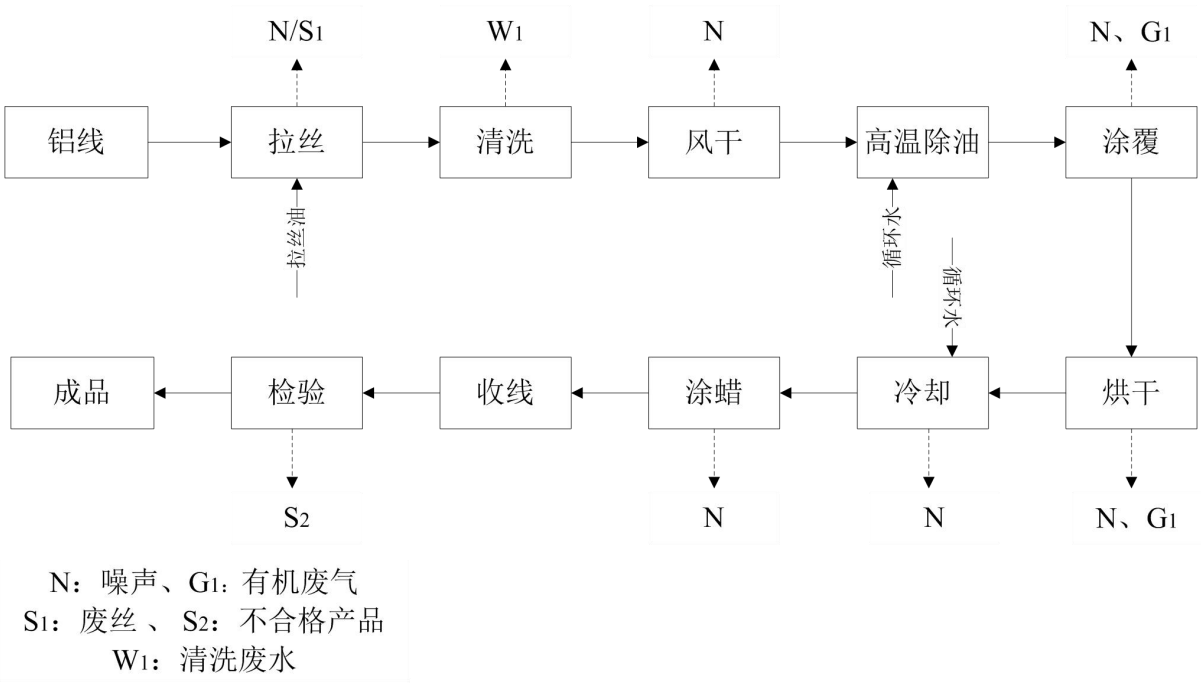 N/S1
W1
N
N、G1
铝线
拉丝
清洗
风干
高温除油
涂覆
拉丝油
循环水
循环水
成品
检验
收线
涂蜡
冷却
烘干
S2
N
N
N、G1
N：噪声、G1：有机废气
S1：废丝 、 S2：不合格产品
W1：清洗废水